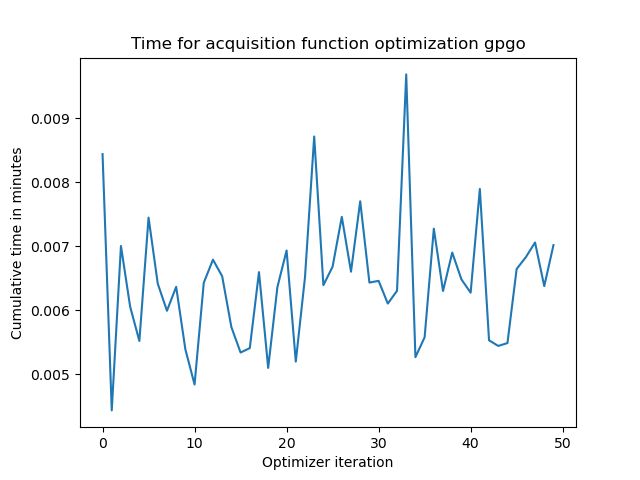 Time for acquisition function optimization gpgo
Cumulative time in minutes
0.009
0.008
0.007
0.006
0.005
0 10 20 30 40 50
Optimizer iteration